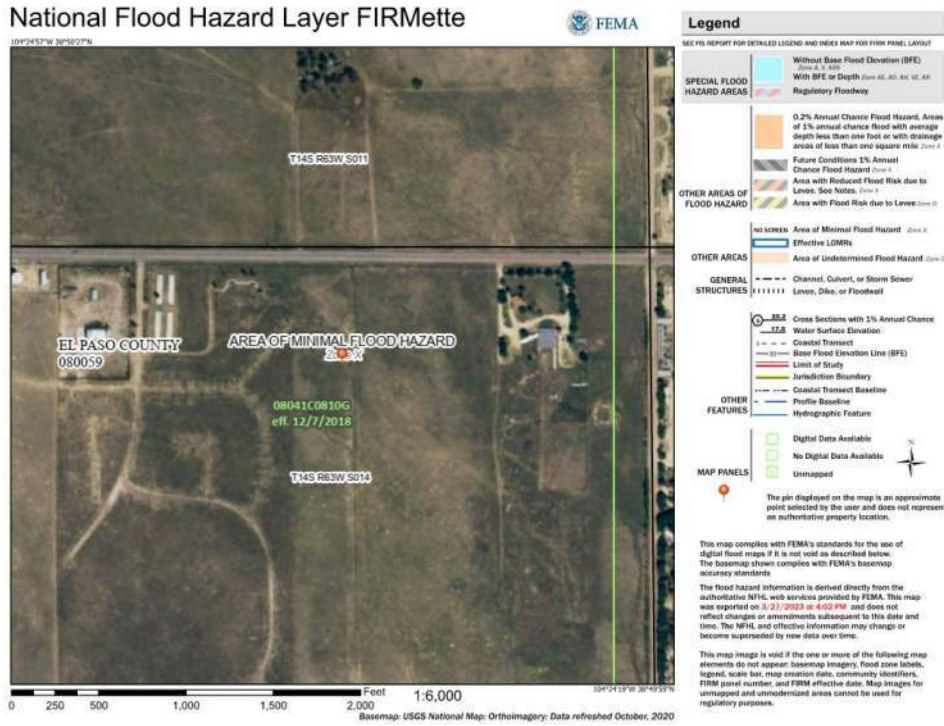 National Flood Hazard Layer FIRMette
FEMA
Legend
104°24'57"W 38°50'27"N
SEE FIS REPORT FOR DETAILED LEGEND AND INDEX MAP FOR FIRM PANEL LAYOUT
SPECIAL FLOOD
HAZARD AREAS
Without Base Flood Elevation (BFE)
Zone A, V, A99
With BFE or Depth Zone AE, AO, AH, VE, AR
Regulatory Floodway
0.2% Annual Chance Flood Hazard, Areas
of 1% annual chance flood with average
depth less than one foot or with drainage
areas of less than one square mile Zone X
Future Conditions 1% Annual
Chance Flood Hazard Zone X
OTHER AREAS OF
FLOOD HAZARD
Area with Reduced Flood Risk due to
Levee. See Notes. Zone X
Area with Flood Risk due to Levee Zone D
OTHER AREAS
NO SCREEN Area of Minimal Flood Hazard Zone X
Effective LOMRs
Area of Undetermined Flood Hazard Zone D
GENERAL
STRUCTURES
Channel, Culvert, or Storm Sewer
Levee, Dike, or Floodwall
OTHER
FEATURES
20.2 Cross Sections with 1% Annual Chance
17.5 Water Surface Elevation
Coastal Transect
Base Flood Elevation Line (BFE)
Limit of Study
Jurisdiction Boundary
Coastal Transect Baseline
Profile Baseline
Hydrographic Feature
MAP PANELS
Digital Data Available
No Digital Data Available
Unmapped
N
The pin displayed on the map is an approximate
point selected by the user and does not represen
an authoritative property location.
This map complies with FEMA's standards for the use of
digital flood maps if it is not void as described below.
The basemap shown complies with FEMA's basemap
accuracy standards
The flood hazard information is derived directly from the
authoritative NFHL web services provided by FEMA. This map
was exported on 3/27/2023 at 4:02 PM and does not
reflect changes or amendments subsequent to this date and
time. The NFHL and effective information may change or
become superseded by new data over time.
This map image is void if the one or more of the following map
elements do not appear: basemap imagery, flood zone labels,
legend, scale bar, map creation date, community identifiers,
FIRM panel number, and FIRM effective date. Map images for
unmapped and unmodernized areas cannot be used for
regulatory purposes.
T14S R63W S011
EL PASO COUNTY
080059
AREA OF MINIMAL FLOOD HAZARD
Zone X
08041C0810G
eff. 12/7/2018
T14S R63W S014
104°24'19"W 38°49'59"N
Feet
1:6,000
0 250 500 1,000 1,500 2,000
Basemap: USGS National Map: Orthoimagery: Data refreshed October, 2020